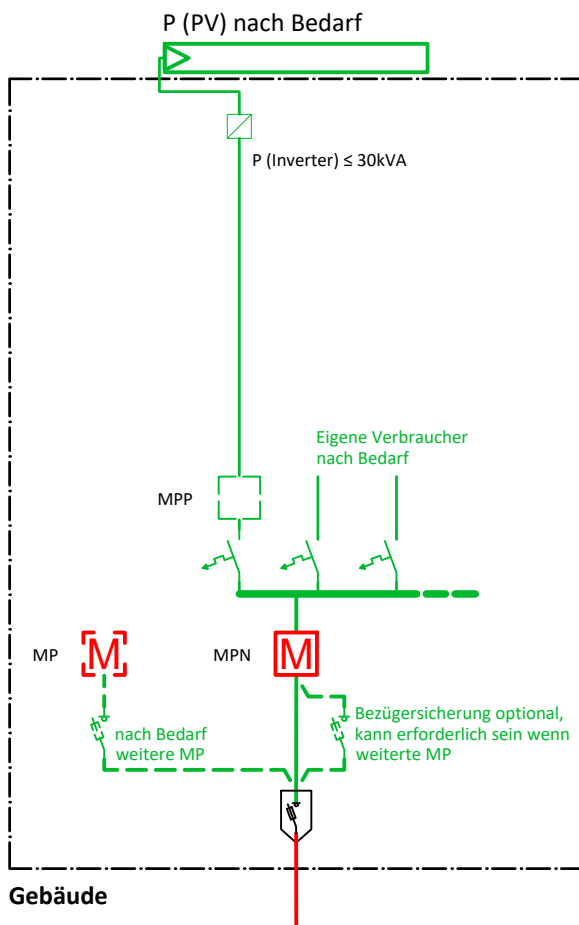 P (PV) nach Bedarf
P (Inverter) ≤ 30kVA
Eigene Verbraucher
nach Bedarf
MPP
MP
M
MPN
M
nach Bedarf
weitere MP
Bezügersicherung optional,
kann erforderlich sein wenn
weiterte MP
Gebäude